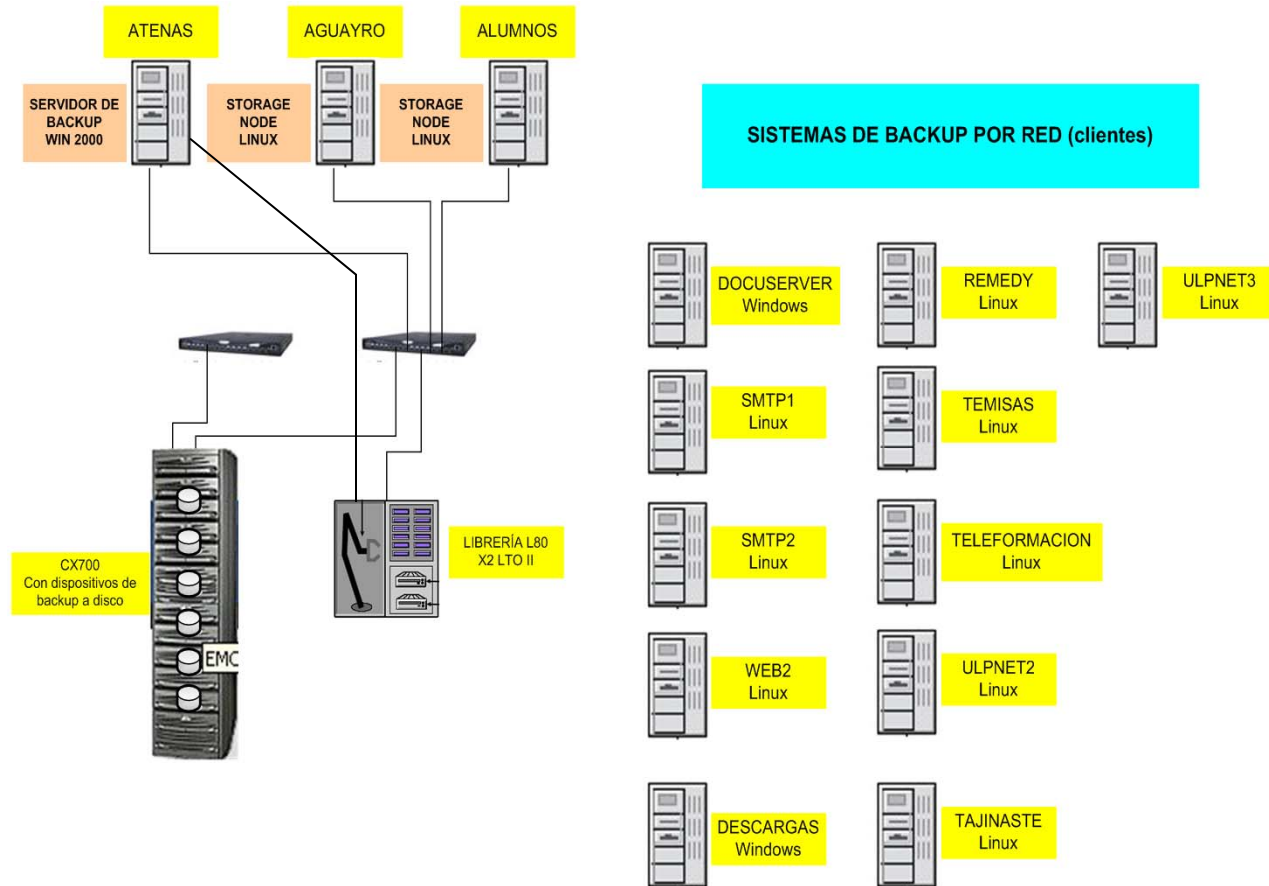 ATENAS
AGUAYRO
ALUMNOS
SERVIDOR DE
BACKUP
WIN 2000
STORAGE
NODE
LINUX
STORAGE
NODE
LINUX
SISTEMAS DE BACKUP POR RED (clientes)
DOCUSERVER
Windows
REMEDY
Linux
ULPNET3
Linux
SMTP1
Linux
TEMISAS
Linux
CX700
Con dispositivos de
backup a disco
EMC
LIBRERÍA L80
X2 LTO II
SMTP2
Linux
TELEFORMACION
Linux
WEB2
Linux
ULPNET2
Linux
DESCARGAS
Windows
TAJINASTE
Linux